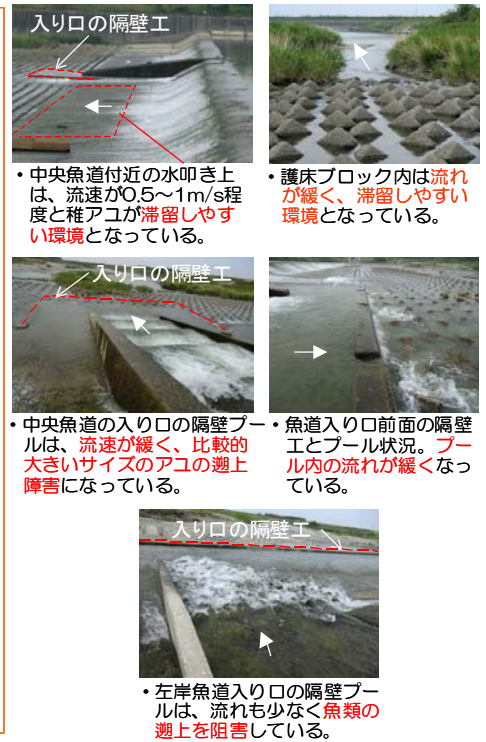 入り口の隔壁工
・中央魚道付近の水叩き上
は、流速が0.5～1m/s程
度と稚アユが滞留しやす
い環境となっている。
・護床ブロック内は流れ
が緩く、滞留しやすい
環境となっている。
入り口の隔壁工
・中央魚道の入り口の隔壁プー
ルは、流速が緩く、比較的
大きいサイズのアユの遡上
障害になっている。
・魚道入り口前面の隔壁
工とプール状況。プー
ル内の流れが緩くなっ
ている。
入り口の隔壁工
・左岸魚道入り口の隔壁プー
ルは、流れも少なく魚類の
遡上を阻害している。